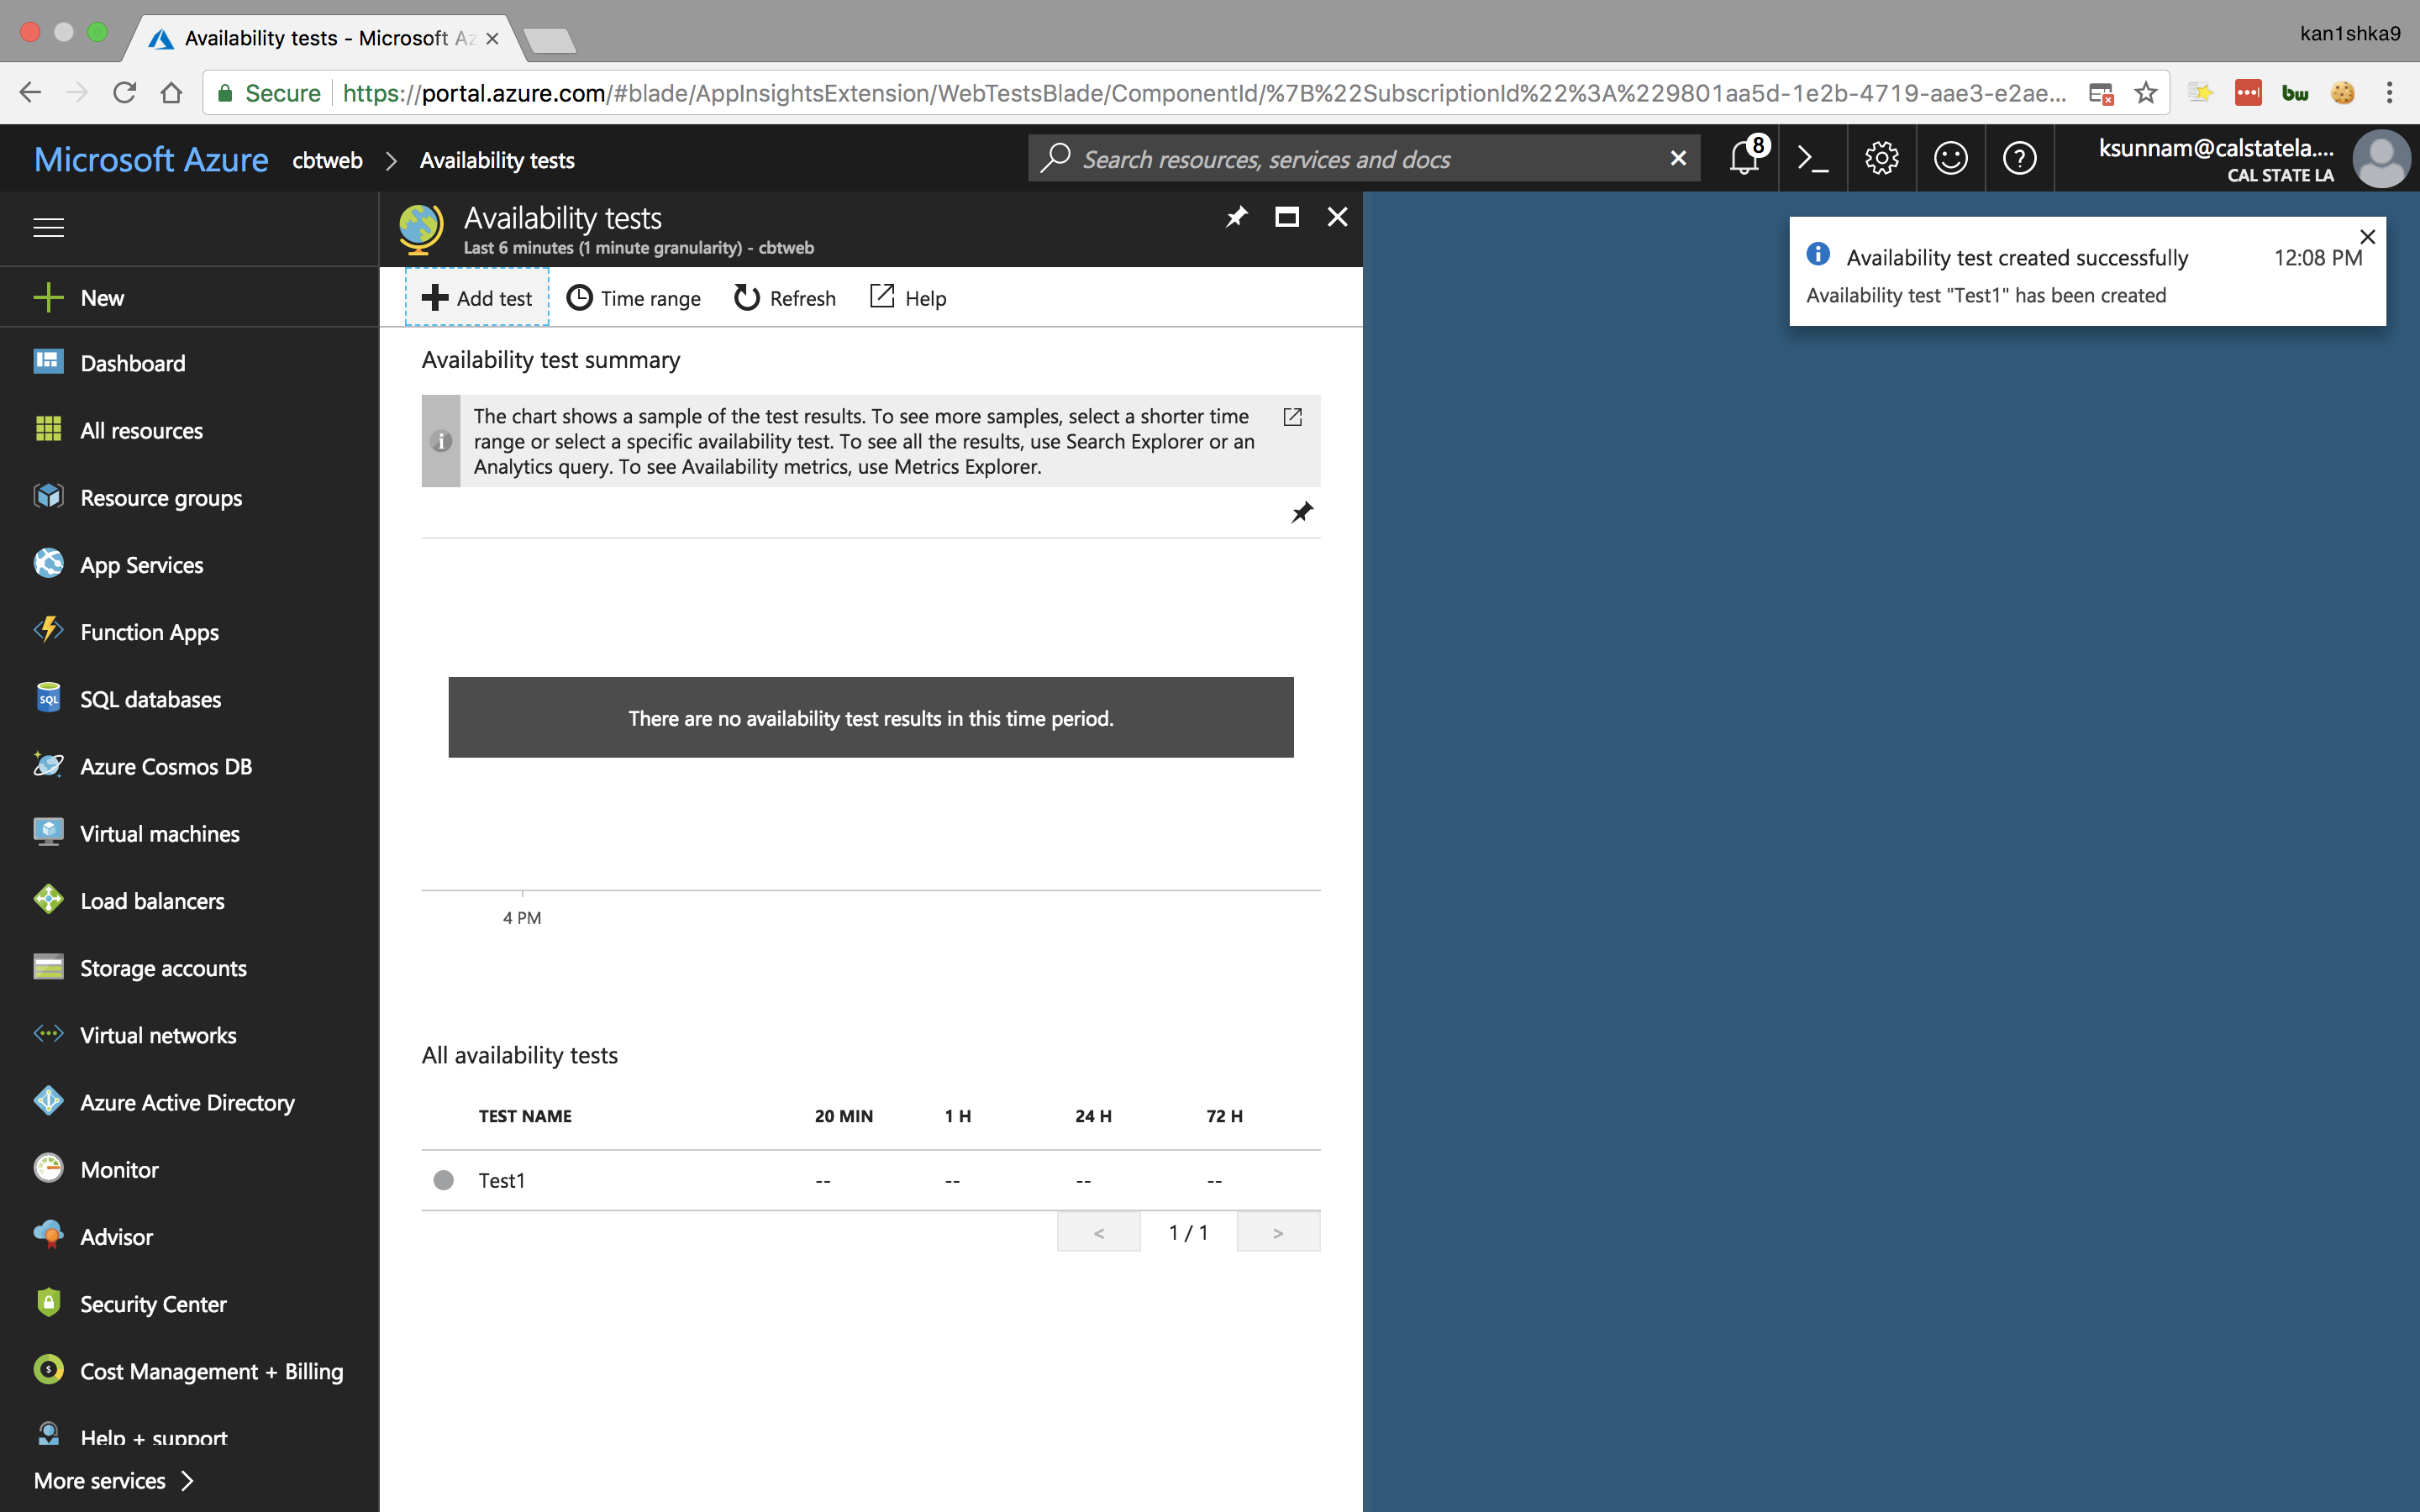 Availability tests - Microsoft Az
kan1shka9
Secure https://portal.azure.com/#blade/AppInsightsExtension/WebTestsBlade/ComponentId/%7B%22SubscriptionId%22%3A%229801aa5d-1e2b-4719-aae3-e2ae...
bw
Microsoft Azure cbtweb > Availability tests
Search resources, services and docs
8
ksunnam@calstatela....
CAL STATE LA
Availability tests
Last 6 minutes (1 minute granularity) - cbtweb
Availability test created successfully 12:08 PM
Availability test "Test1" has been created
New
Dashboard
All resources
Resource groups
App Services
Function Apps
SQL databases
Azure Cosmos DB
Virtual machines
Load balancers
Storage accounts
Virtual networks
Azure Active Directory
Monitor
Advisor
Security Center
Cost Management + Billing
Help + support
More services >
Add test Time range Refresh Help
Availability test summary
The chart shows a sample of the test results. To see more samples, select a shorter time
range or select a specific availability test. To see all the results, use Search Explorer or an
Analytics query. To see Availability metrics, use Metrics Explorer.
There are no availability test results in this time period.
4 PM
All availability tests
TEST NAME 20 MIN 1 H 24 H 72 H
Test1 -- -- -- --
< 1 / 1 >